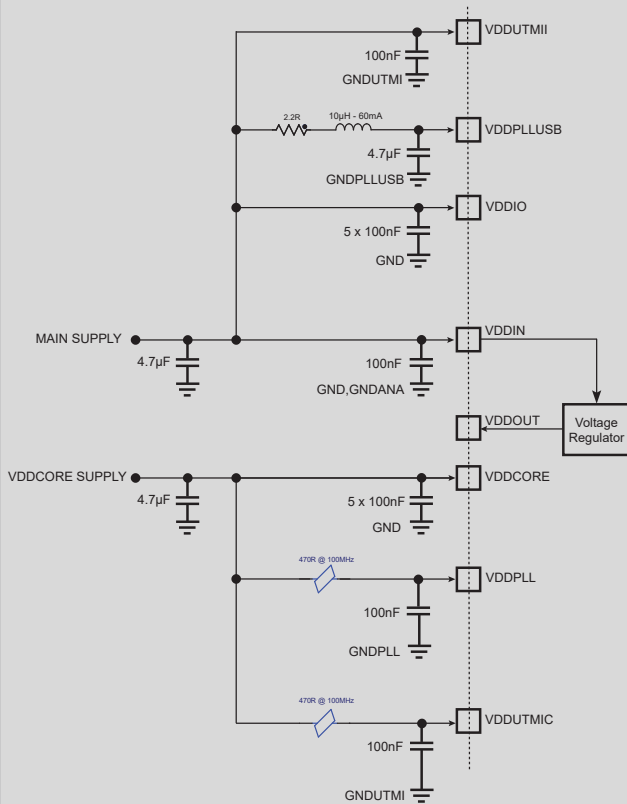 VDDUTMII
100nF
GNDUTMI
2.2R
10µH - 60mA
VDDPLLUSB
4.7µF
GNDPLLUSB
VDDIO
5 x 100nF
GND
MAIN SUPPLY
VDDIN
4.7µF
100nF
GND,GNDANA
VDDOUT
Voltage
Regulator
VDDCORE SUPPLY
VDDCORE
4.7µF
5 x 100nF
GND
470R @ 100MHz
VDDPLL
100nF
GNDPLL
470R @ 100MHz
VDDUTMIC
100nF
GNDUTMI